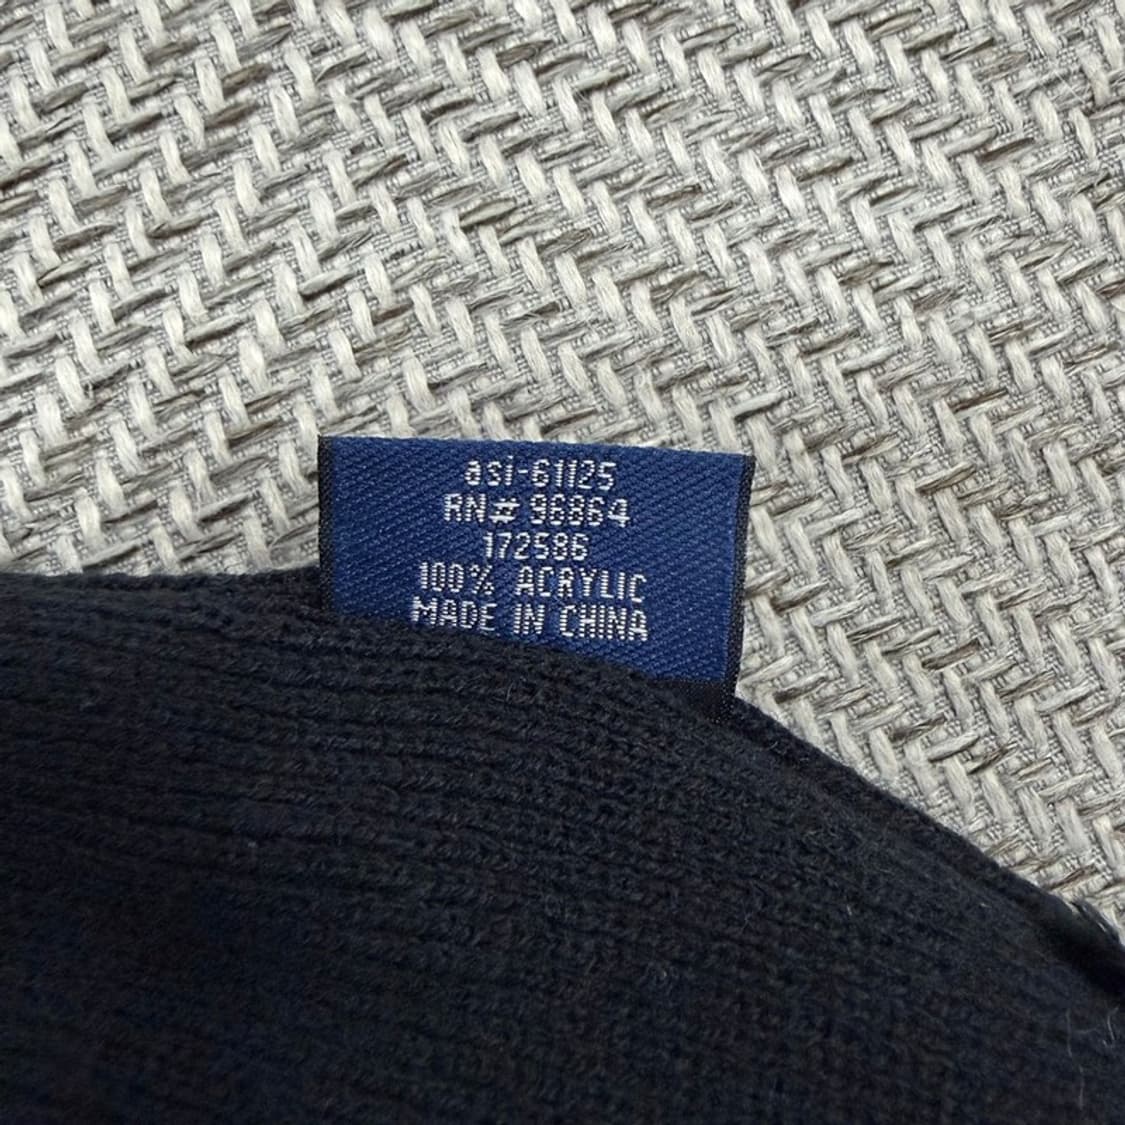 asi-61125
RN# 96864
172586
100% ACRYLIC
MADE IN CHINA